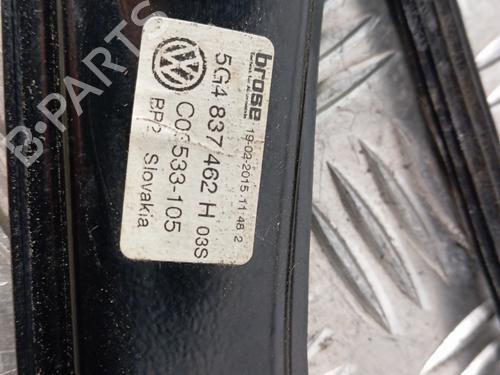 brose
19-02-2015 11:48 2
5G4 837 462 H 03S
533-105
Slovakia
B-PARTS